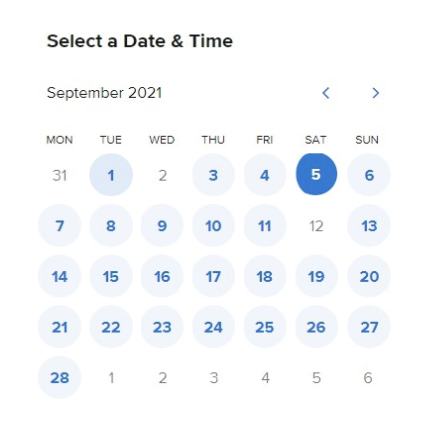 Select a Date & Time
September 2021
MON TUE WED THU FRI SAT SUN
31 1 2 3 4 5 6
7 8 9 10 11 12 13
14 15 16 17 18 19 20
21 22 23 24 25 26 27
28 1 2 3 4 5 6